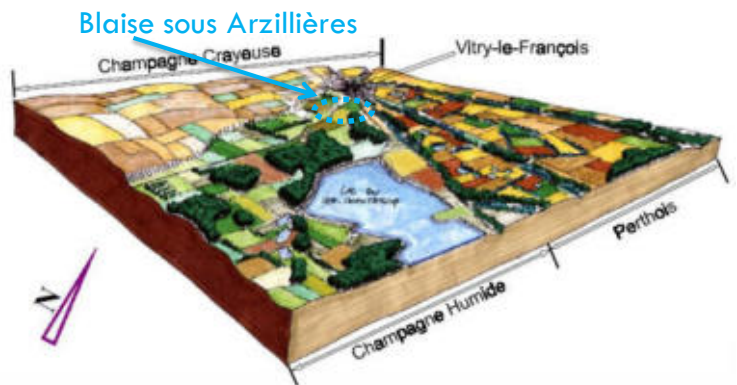 Blaise sous Arzillières
Champagne Crayeuse
Vitry-le-François
Perthois
Champagne Humide
N